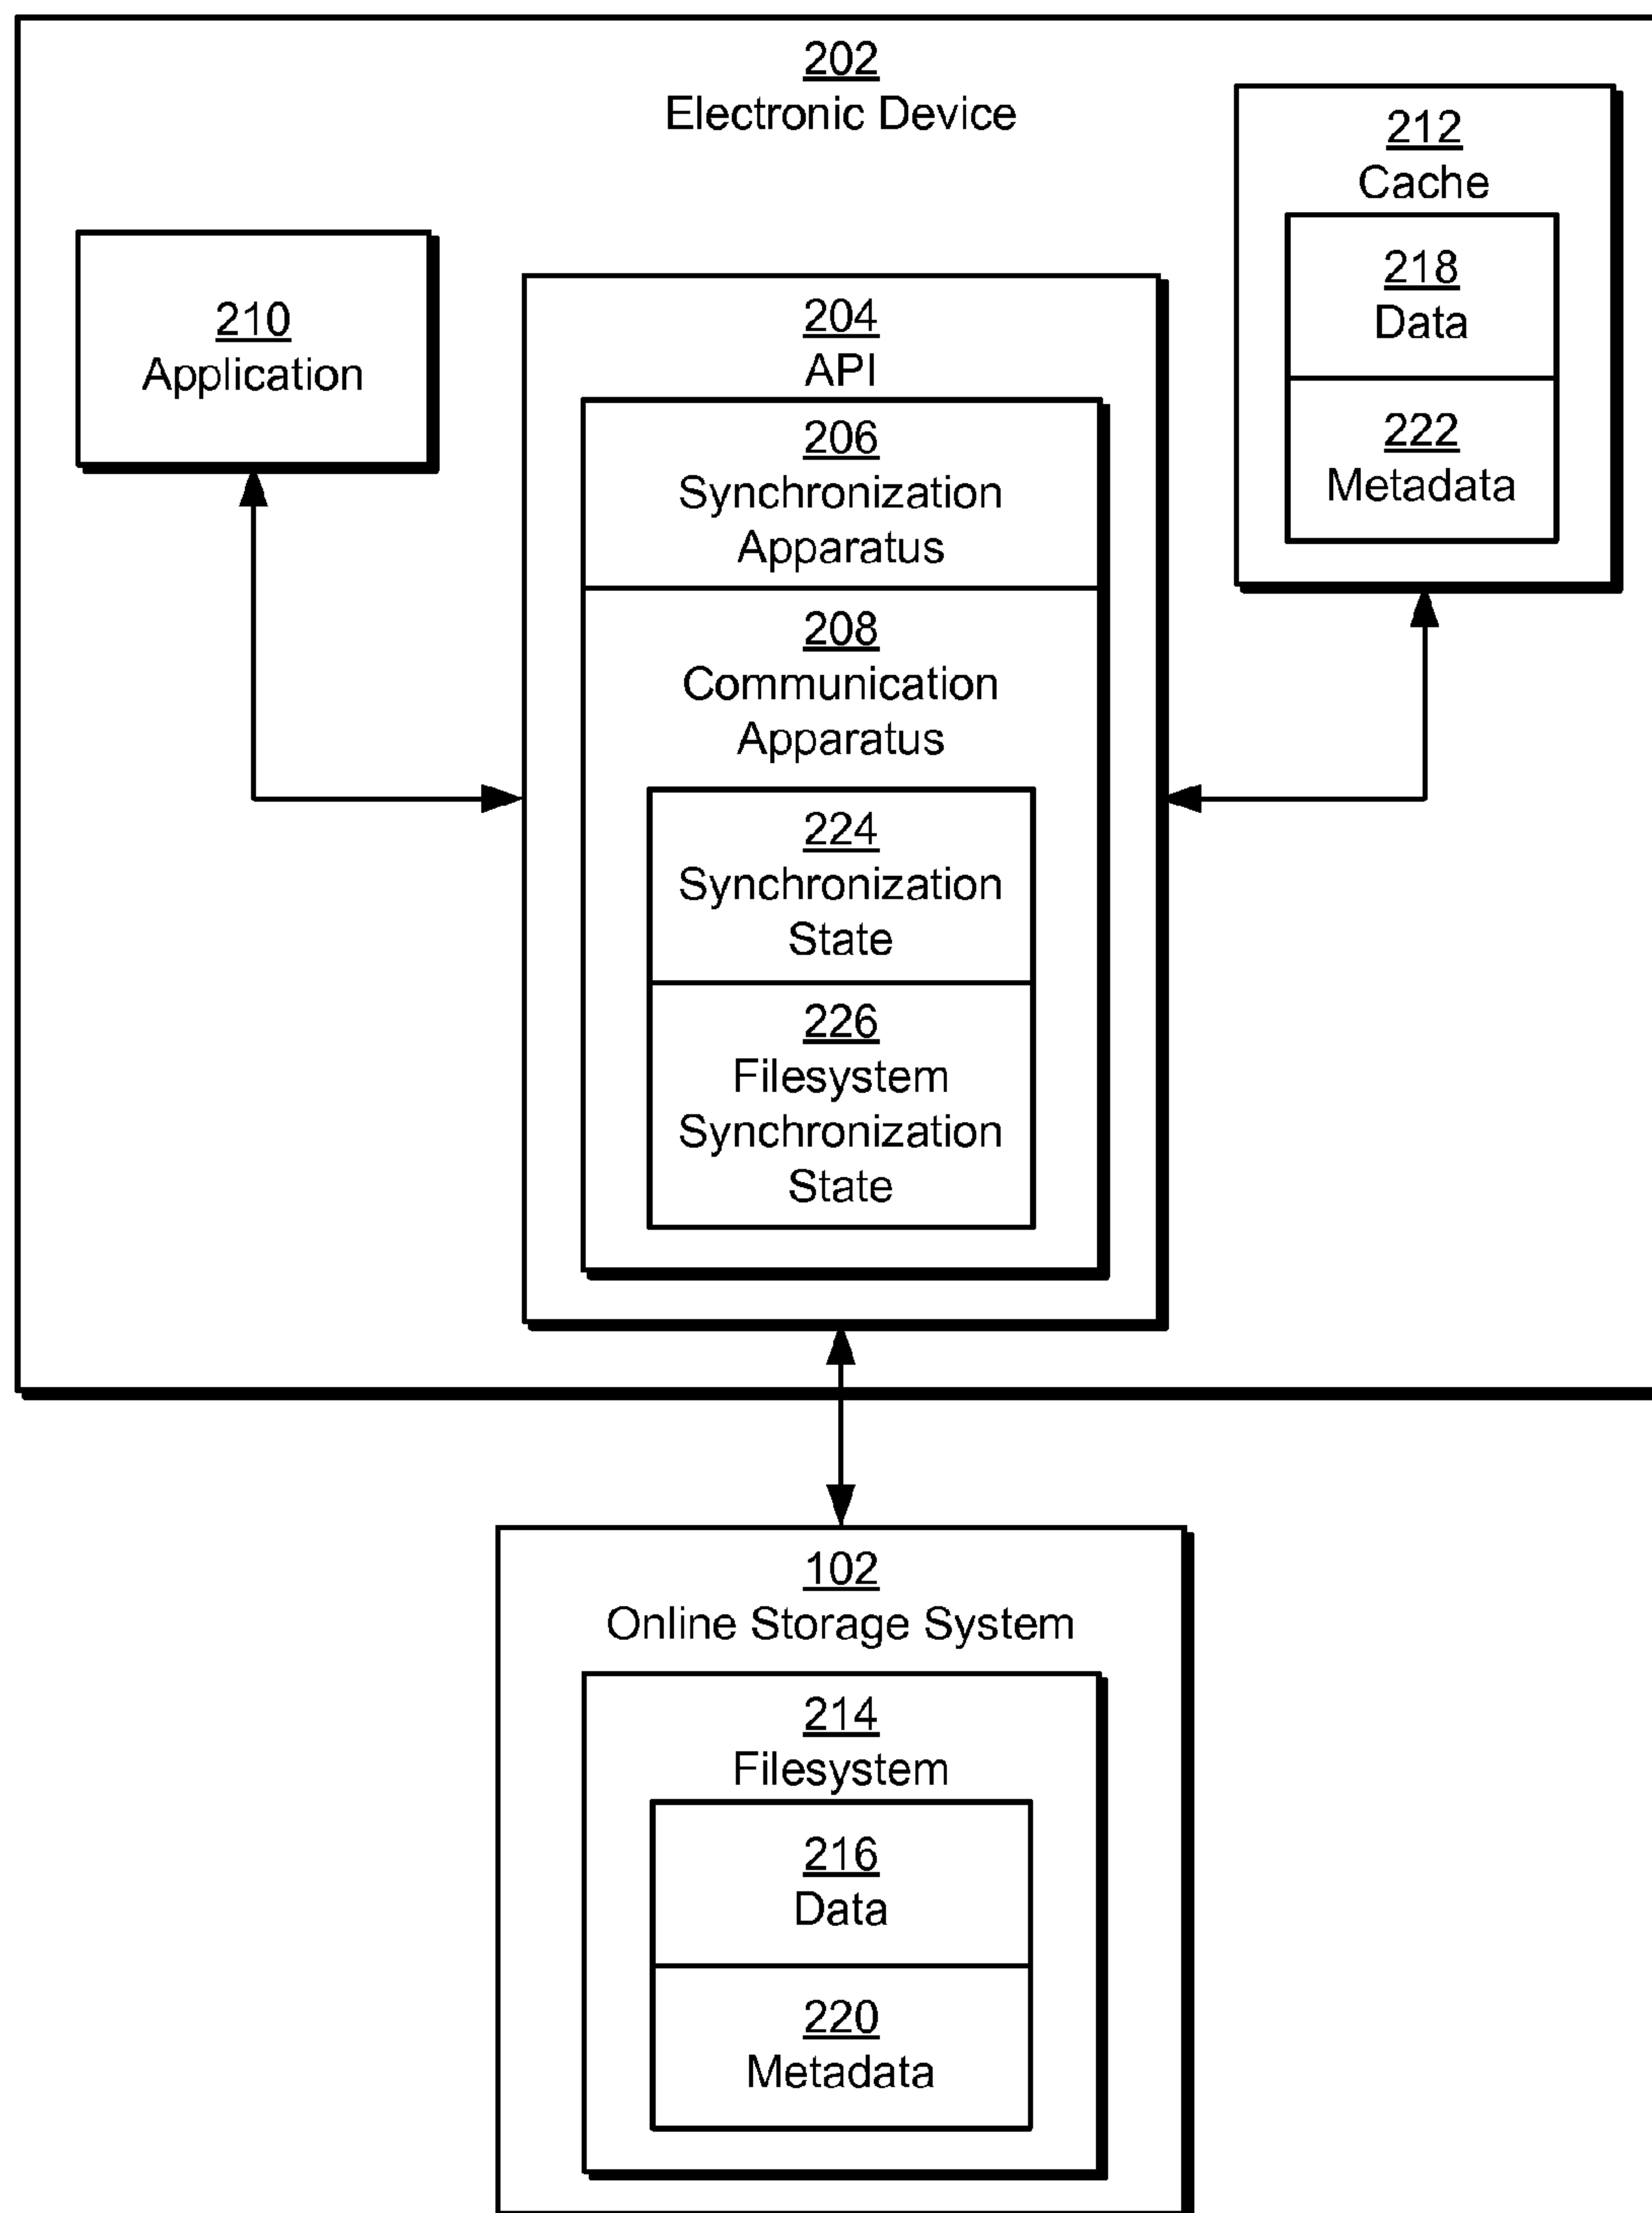 202
Electronic Device
212
Cache
218
Data
222
Metadata
210
Application
204
API
206
Synchronization
Apparatus
208
Communication
Apparatus
224
Synchronization
State
226
Filesystem
Synchronization
State
102
Online Storage System
214
Filesystem
216
Data
220
Metadata